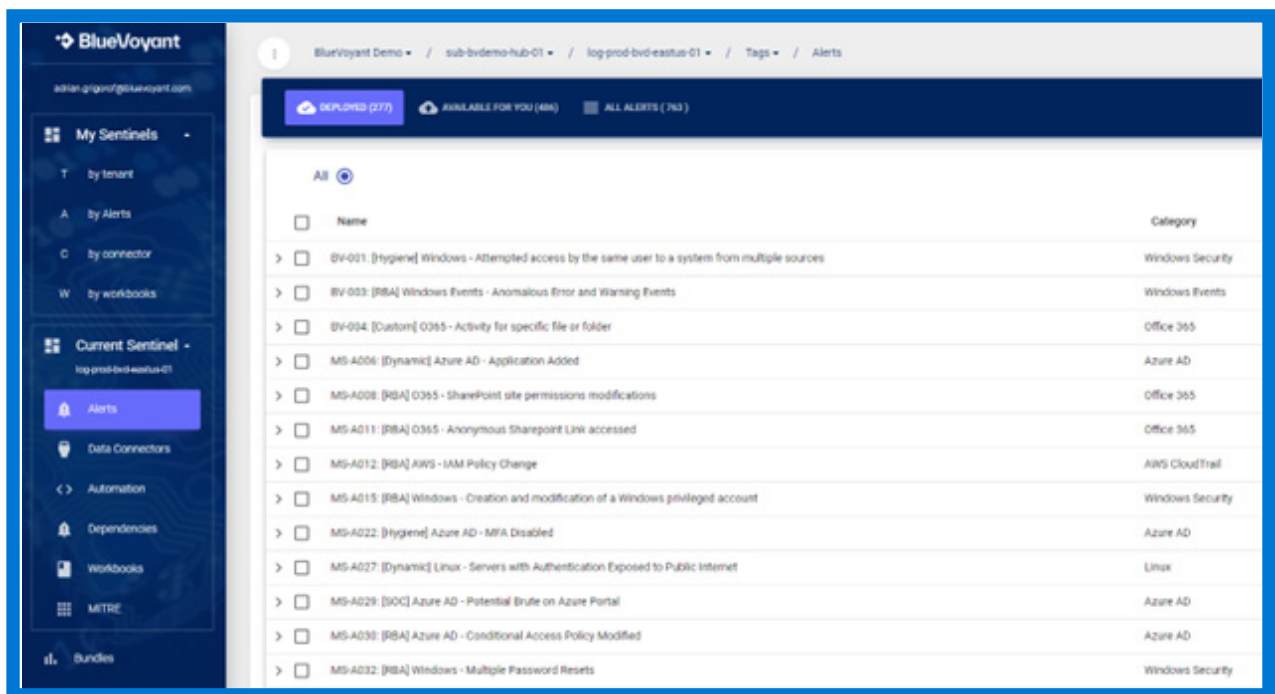 BlueVoyant
adrian.grigorof@bluevoyant.com
My Sentinels
T by tenant
A by Alerts
C by connector
W by workbooks
Current Sentinel
log-prod-bvd-eastus-01
Alerts
Data Connectors
Automation
Dependencies
Workbooks
MITRE
Bundles
BlueVoyant Demo / sub-bvdemo-hub-01 / log-prod-bvd-eastus-01 / Tags / Alerts
DEPLOYED (277) AVAILABLE FOR YOU (486) ALL ALERTS ( 763 )
All
Name Category
BV-001: [Hygiene] Windows - Attempted access by the same user to a system from multiple sources Windows Security
BV-003: [RBA] Windows Events - Anomalous Error and Warning Events Windows Events
BV-004: [Custom] O365 - Activity for specific file or folder Office 365
MS-A006: [Dynamic] Azure AD - Application Added Azure AD
MS-A008: [RBA] O365 - SharePoint site permissions modifications Office 365
MS-A011: [RBA] O365 - Anonymous Sharepoint Link accessed Office 365
MS-A012: [RBA] AWS - IAM Policy Change AWS CloudTrail
MS-A015: [RBA] Windows - Creation and modification of a Windows privileged account Windows Security
MS-A022: [Hygiene] Azure AD - MFA Disabled Azure AD
MS-A027: [Dynamic] Linux - Servers with Authentication Exposed to Public Internet Linux
MS-A029: [SOC] Azure AD - Potential Brute on Azure Portal Azure AD
MS-A030: [RBA] Azure AD - Conditional Access Policy Modified Azure AD
MS-A032: [RBA] Windows - Multiple Password Resets Windows Security